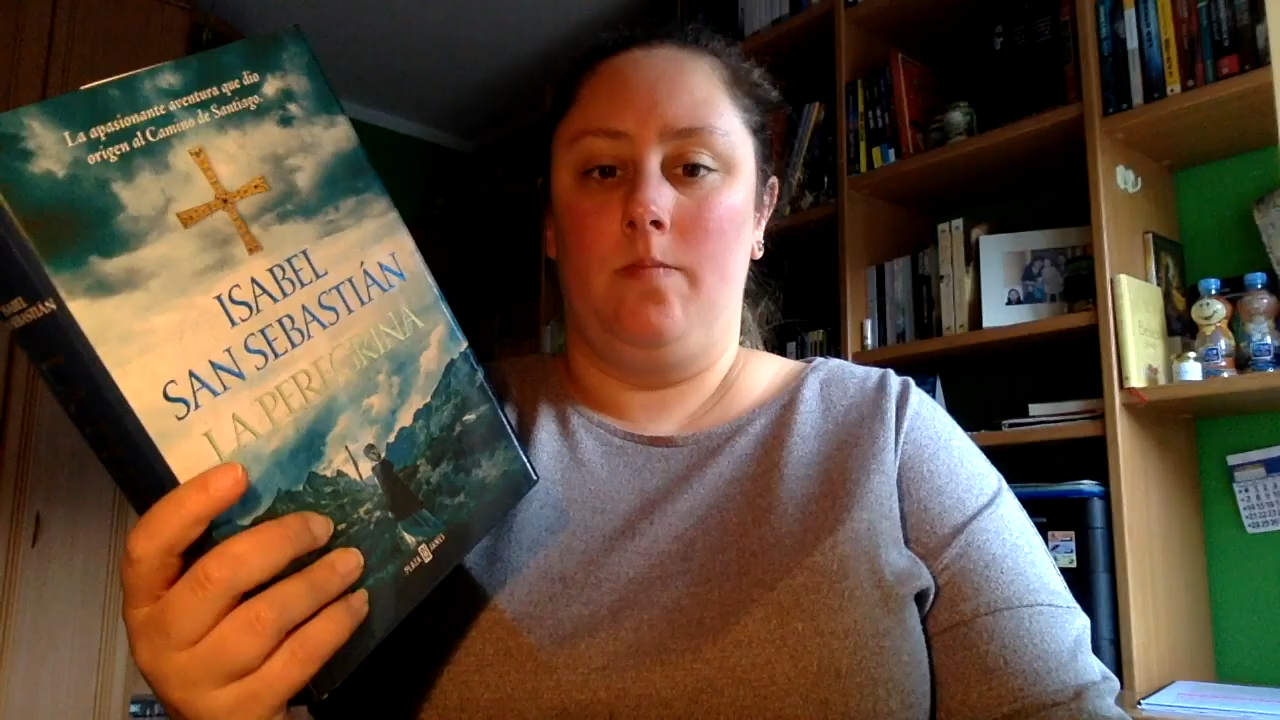 La apasionante aventura que dio
origen al Camino de Santiago.
ISABEL
SAN SEBASTIÁN
LA PEREGRINA
PLAZA JANÉS
ISABEL
SAN SEBASTIÁN